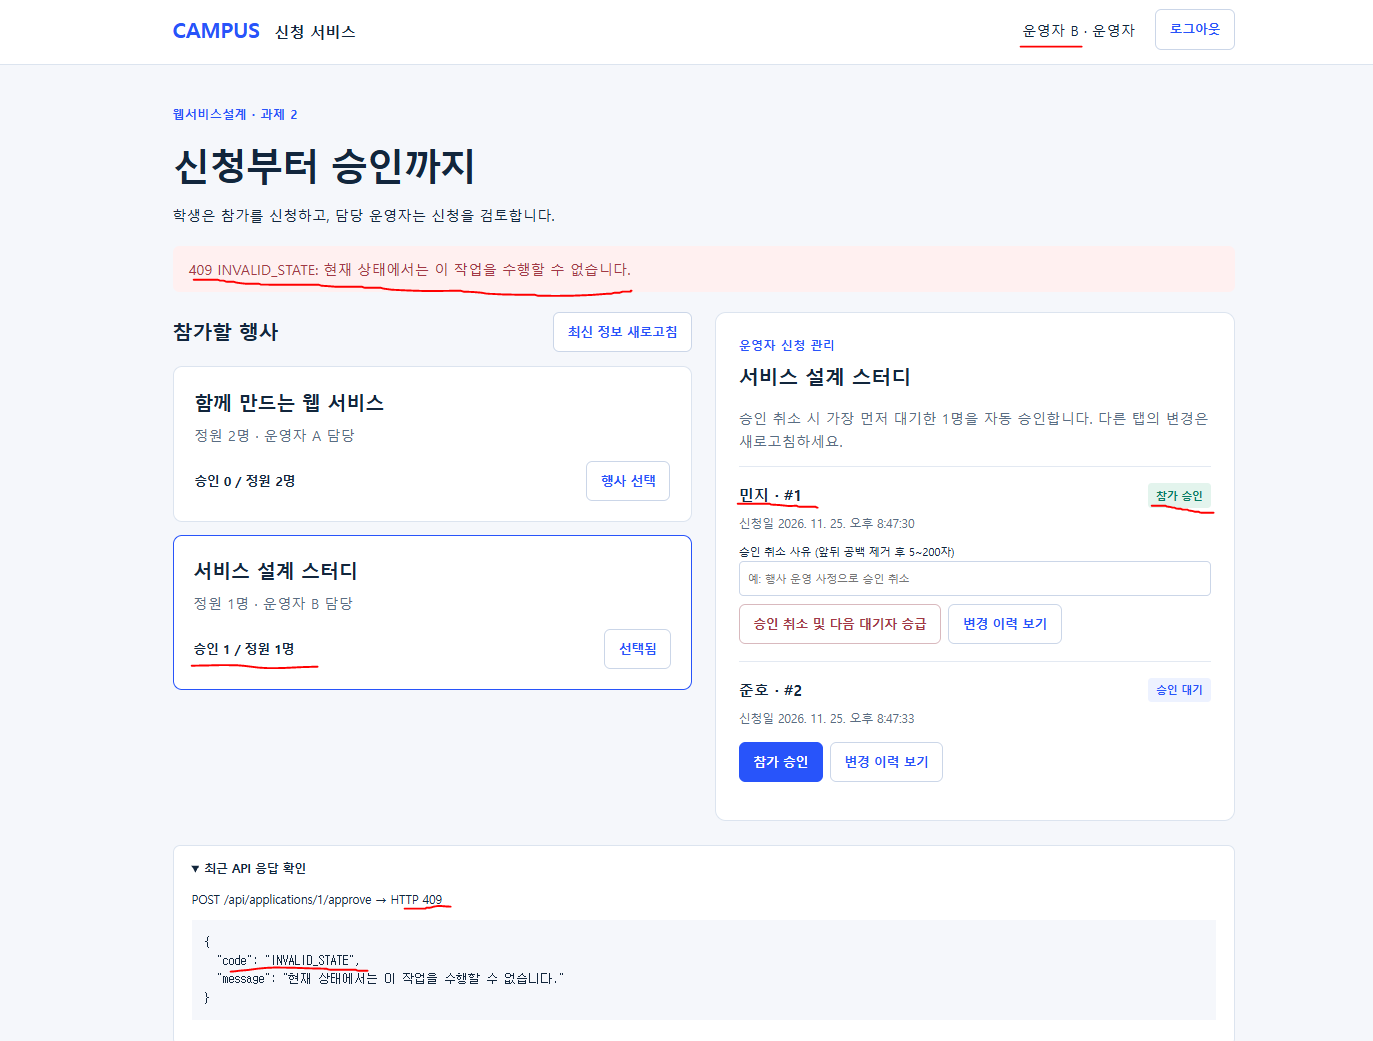 CAMPUS 신청 서비스
운영자 B · 운영자
로그아웃
웹서비스설계 · 과제 2
신청부터 승인까지
학생은 참가를 신청하고, 담당 운영자는 신청을 검토합니다.
409 INVALID_STATE: 현재 상태에서는 이 작업을 수행할 수 없습니다.
참가할 행사
최신 정보 새로고침
함께 만드는 웹 서비스
정원 2명 · 운영자 A 담당
승인 0 / 정원 2명
행사 선택
서비스 설계 스터디
정원 1명 · 운영자 B 담당
승인 1 / 정원 1명
선택됨
운영자 신청 관리
서비스 설계 스터디
승인 취소 시 가장 먼저 대기한 1명을 자동 승인합니다. 다른 탭의 변경은
새로고침하세요.
민지 · #1
참가 승인
신청일 2026. 11. 25. 오후 8:47:30
승인 취소 사유 (앞뒤 공백 제거 후 5~200자)
예: 행사 운영 사정으로 승인 취소
승인 취소 및 다음 대기자 승급
변경 이력 보기
준호 · #2
승인 대기
신청일 2026. 11. 25. 오후 8:47:33
참가 승인
변경 이력 보기
▼ 최근 API 응답 확인
POST /api/applications/1/approve → HTTP 409
{
"code": "INVALID_STATE",
"message": "현재 상태에서는 이 작업을 수행할 수 없습니다."
}